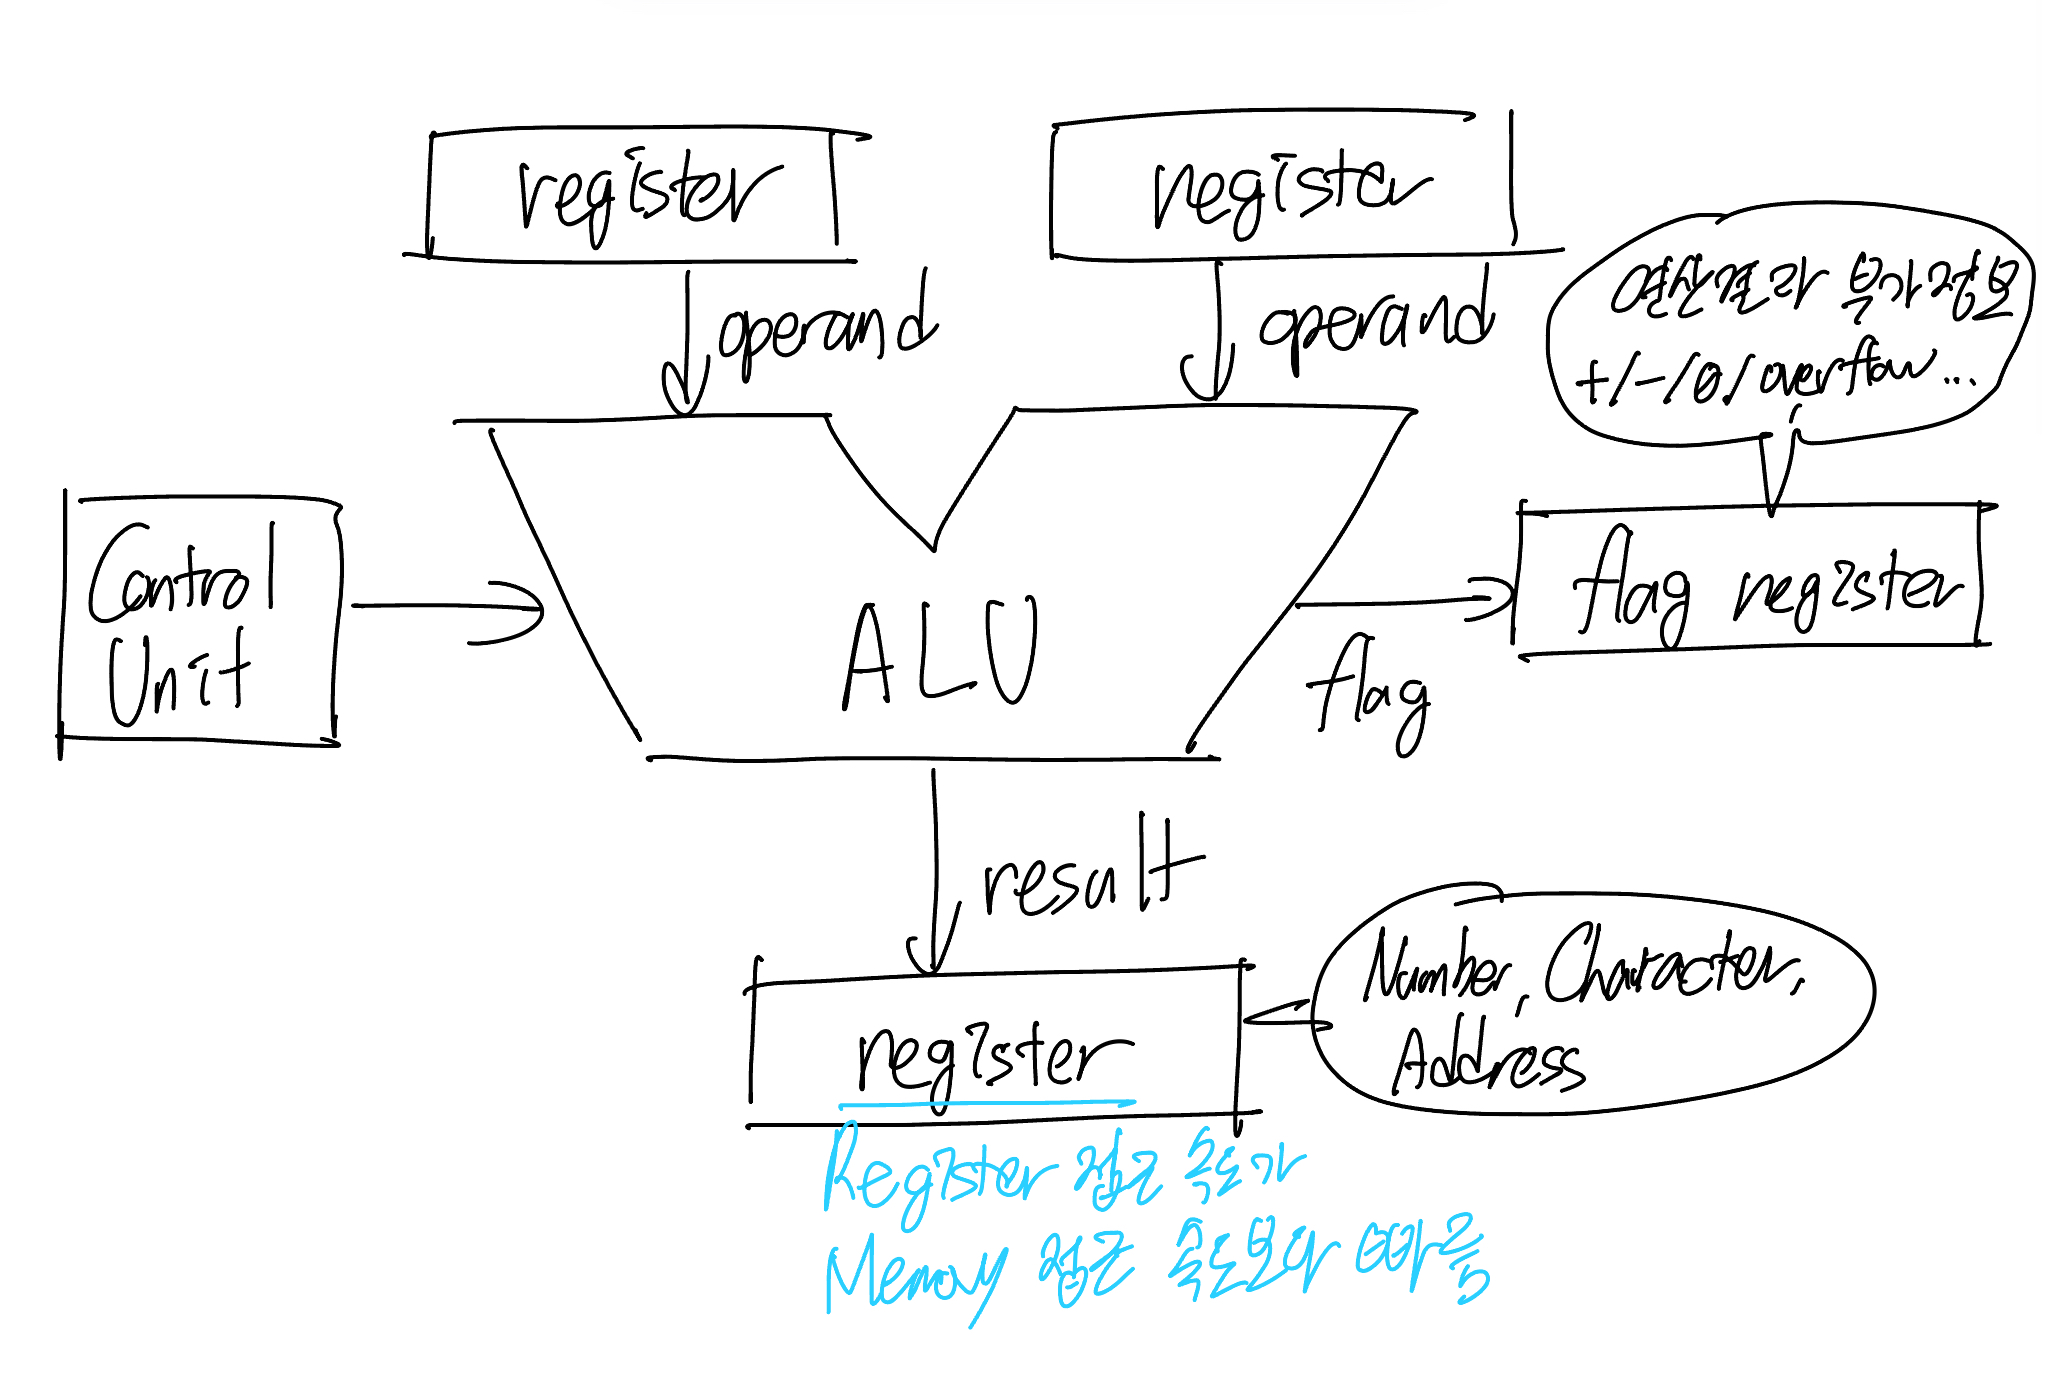 register
register
operand
operand
연산결과 부가정보
+/-/0/overflow...
Control
Unit
ALU
flag register
flag
result
register
Number, Character,
Address
Register 접근 속도가
Memory 접근 속도보다 빠름